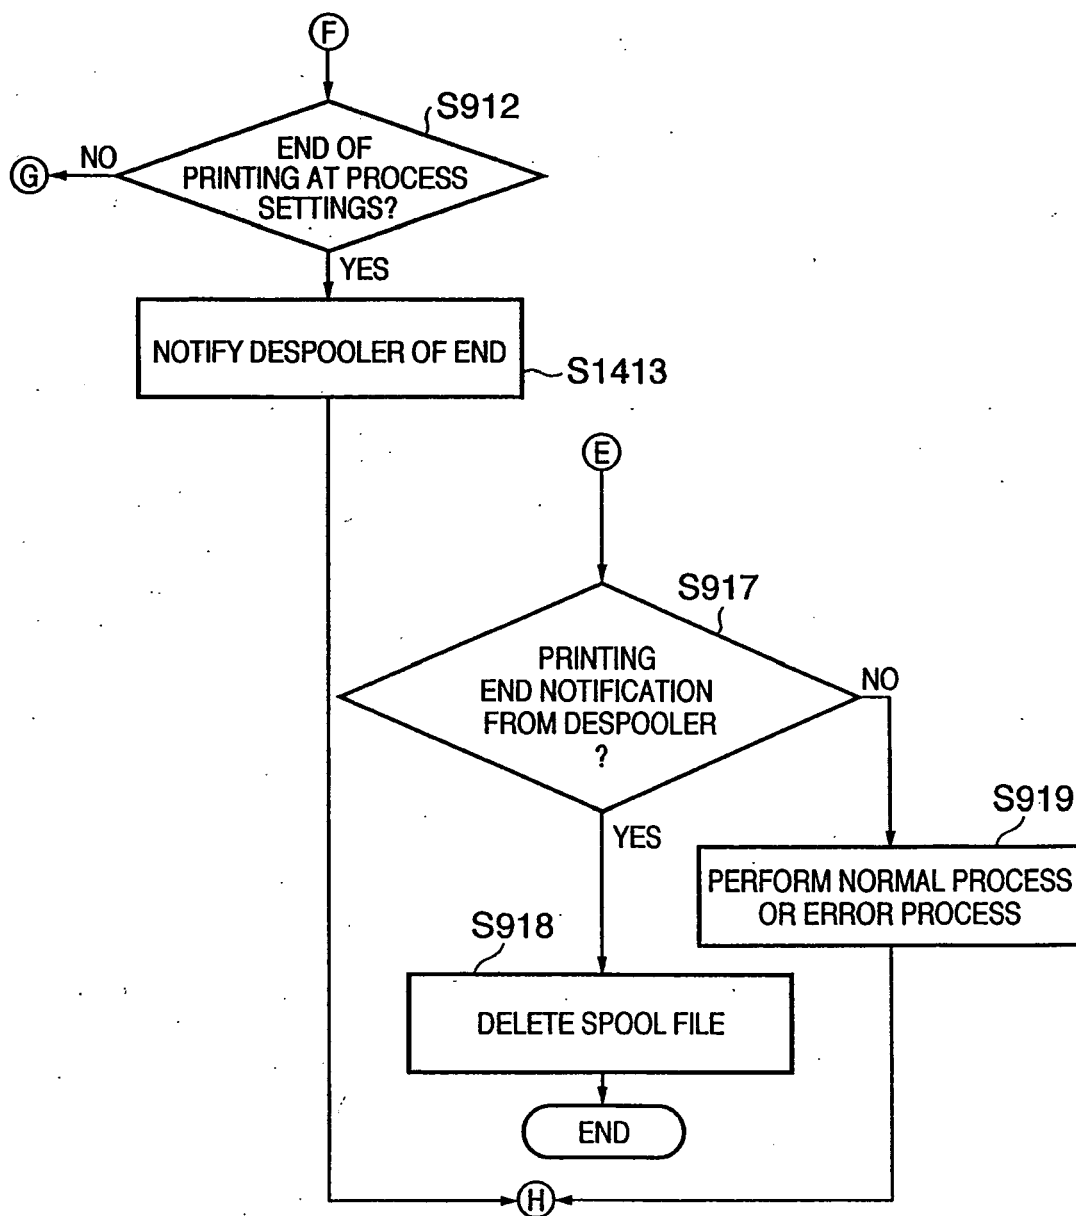 F
S912
END OF
PRINTING AT PROCESS
SETTINGS?
NO
G
YES
NOTIFY DESPOOLER OF END
S1413
E
S917
PRINTING
END NOTIFICATION
FROM DESPOOLER
?
NO
YES
S919
PERFORM NORMAL PROCESS
OR ERROR PROCESS
S918
DELETE SPOOL FILE
END
H